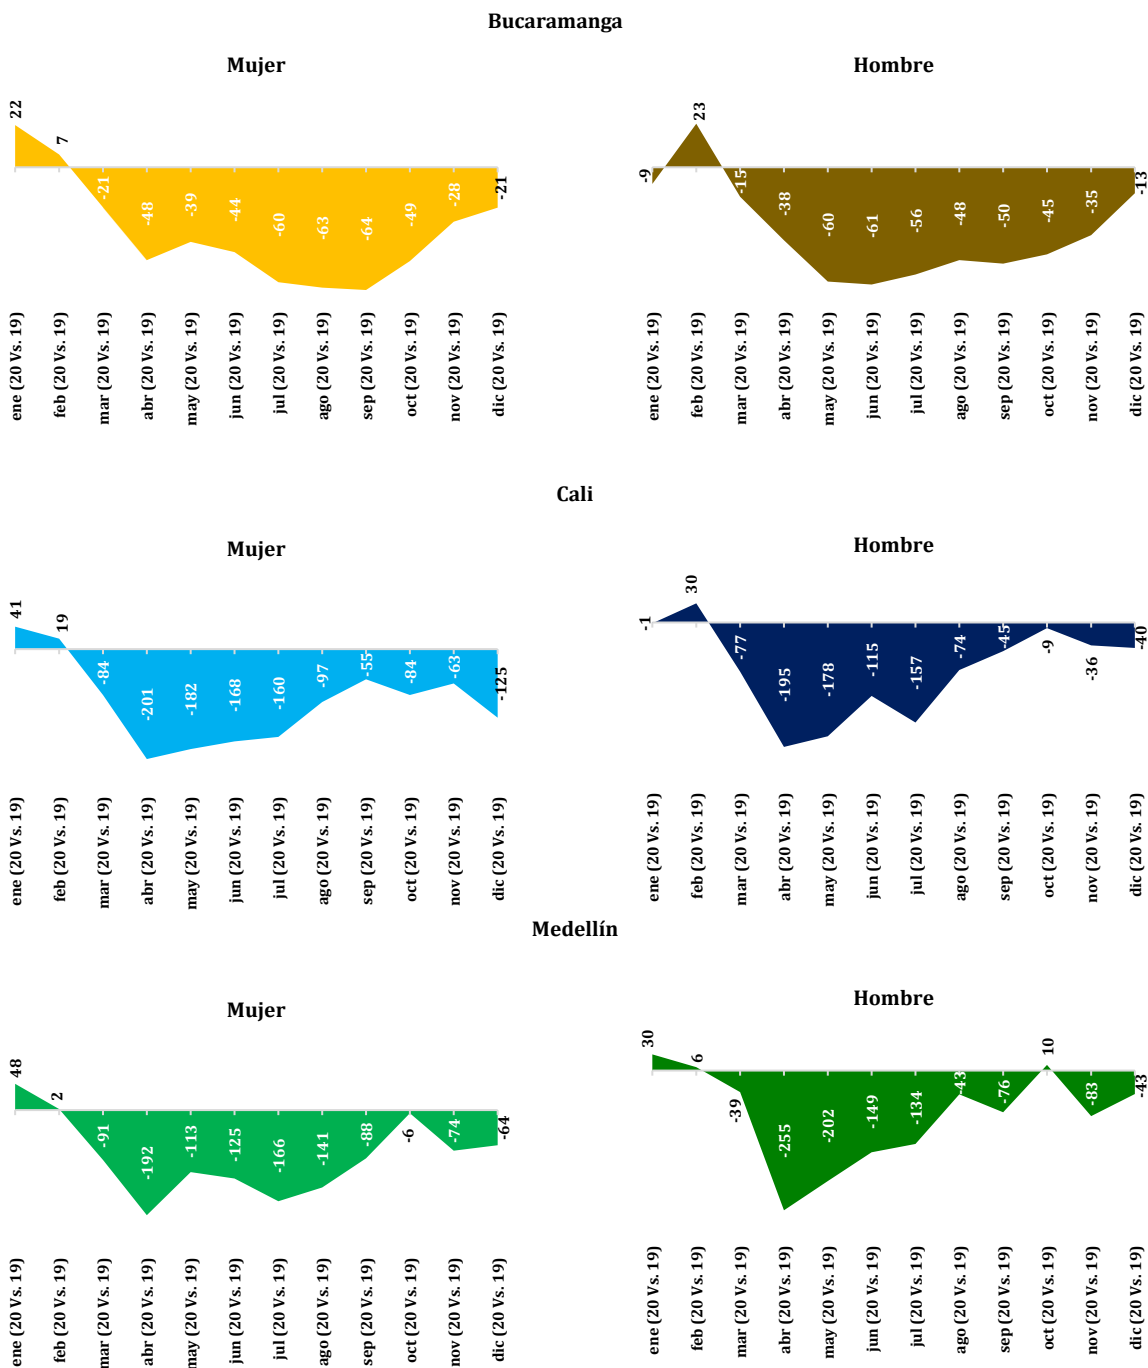 Bucaramanga
Mujer
22
7
-21
-48
-39
-44
-60
-63
-64
-49
-28
-21
ene (20 Vs. 19)
feb (20 Vs. 19)
mar (20 Vs. 19)
abr (20 Vs. 19)
may (20 Vs. 19)
jun (20 Vs. 19)
jul (20 Vs. 19)
ago (20 Vs. 19)
sep (20 Vs. 19)
oct (20 Vs. 19)
nov (20 Vs. 19)
dic (20 Vs. 19)
Hombre
-9
23
-15
-38
-60
-61
-56
-48
-50
-45
-35
-13
ene (20 Vs. 19)
feb (20 Vs. 19)
mar (20 Vs. 19)
abr (20 Vs. 19)
may (20 Vs. 19)
jun (20 Vs. 19)
jul (20 Vs. 19)
ago (20 Vs. 19)
sep (20 Vs. 19)
oct (20 Vs. 19)
nov (20 Vs. 19)
dic (20 Vs. 19)
Cali
Mujer
41
19
-84
-201
-182
-168
-160
-97
-55
-84
-63
-125
ene (20 Vs. 19)
feb (20 Vs. 19)
mar (20 Vs. 19)
abr (20 Vs. 19)
may (20 Vs. 19)
jun (20 Vs. 19)
jul (20 Vs. 19)
ago (20 Vs. 19)
sep (20 Vs. 19)
oct (20 Vs. 19)
nov (20 Vs. 19)
dic (20 Vs. 19)
Hombre
-1
30
-77
-195
-178
-115
-157
-74
-45
-9
-36
-40
ene (20 Vs. 19)
feb (20 Vs. 19)
mar (20 Vs. 19)
abr (20 Vs. 19)
may (20 Vs. 19)
jun (20 Vs. 19)
jul (20 Vs. 19)
ago (20 Vs. 19)
sep (20 Vs. 19)
oct (20 Vs. 19)
nov (20 Vs. 19)
dic (20 Vs. 19)
Medellín
Mujer
48
2
-91
-192
-113
-125
-166
-141
-88
-6
-74
-64
ene (20 Vs. 19)
feb (20 Vs. 19)
mar (20 Vs. 19)
abr (20 Vs. 19)
may (20 Vs. 19)
jun (20 Vs. 19)
jul (20 Vs. 19)
ago (20 Vs. 19)
sep (20 Vs. 19)
oct (20 Vs. 19)
nov (20 Vs. 19)
dic (20 Vs. 19)
Hombre
30
6
-39
-255
-202
-149
-134
-43
-76
10
-83
-43
ene (20 Vs. 19)
feb (20 Vs. 19)
mar (20 Vs. 19)
abr (20 Vs. 19)
may (20 Vs. 19)
jun (20 Vs. 19)
jul (20 Vs. 19)
ago (20 Vs. 19)
sep (20 Vs. 19)
oct (20 Vs. 19)
nov (20 Vs. 19)
dic (20 Vs. 19)